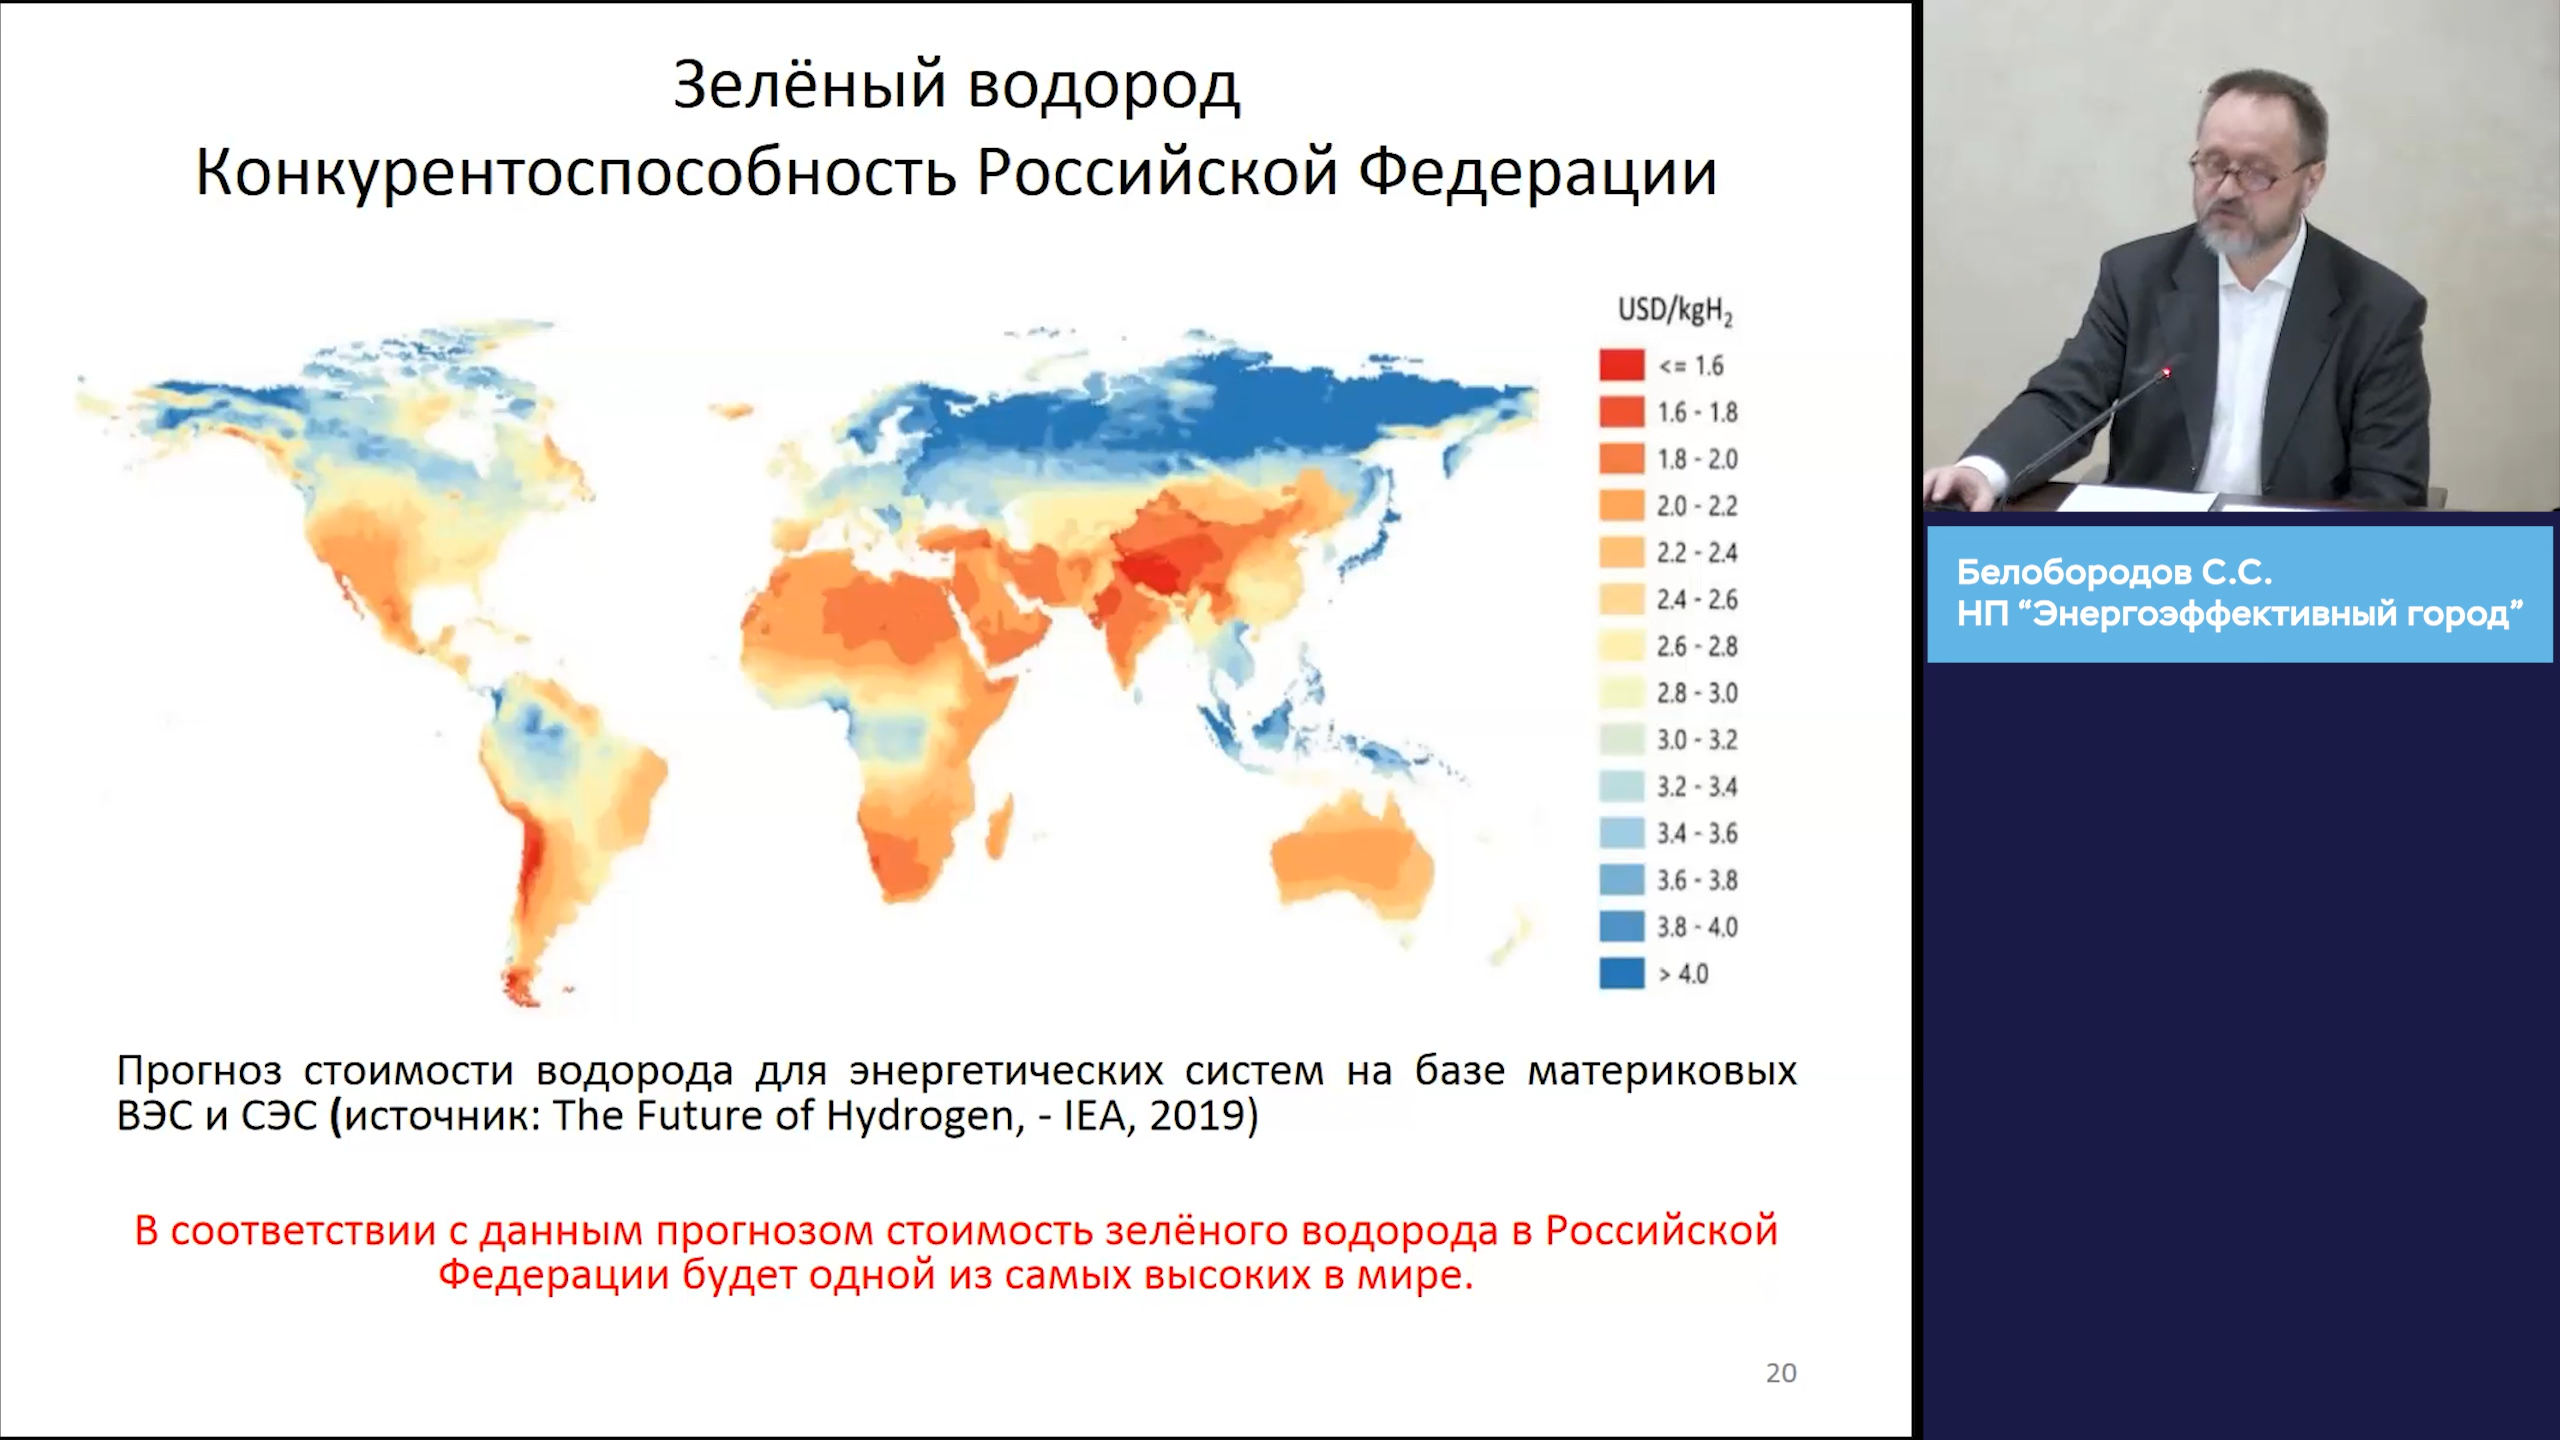 Зелёный водород
Конкурентоспособность Российской Федерации
USD/kgH₂
<= 1.6
1.6 - 1.8
1.8 - 2.0
2.0 - 2.2
2.2 - 2.4
2.4 - 2.6
2.6 - 2.8
2.8 - 3.0
3.0 - 3.2
3.2 - 3.4
3.4 - 3.6
3.6 - 3.8
3.8 - 4.0
> 4.0
Прогноз стоимости водорода для энергетических систем на базе материковых
ВЭС и СЭС (источник: The Future of Hydrogen, - IEA, 2019)
В соответствии с данным прогнозом стоимость зелёного водорода в Российской
Федерации будет одной из самых высоких в мире.
20
Белобородов С.С.
НП “Энергоэффективный город”